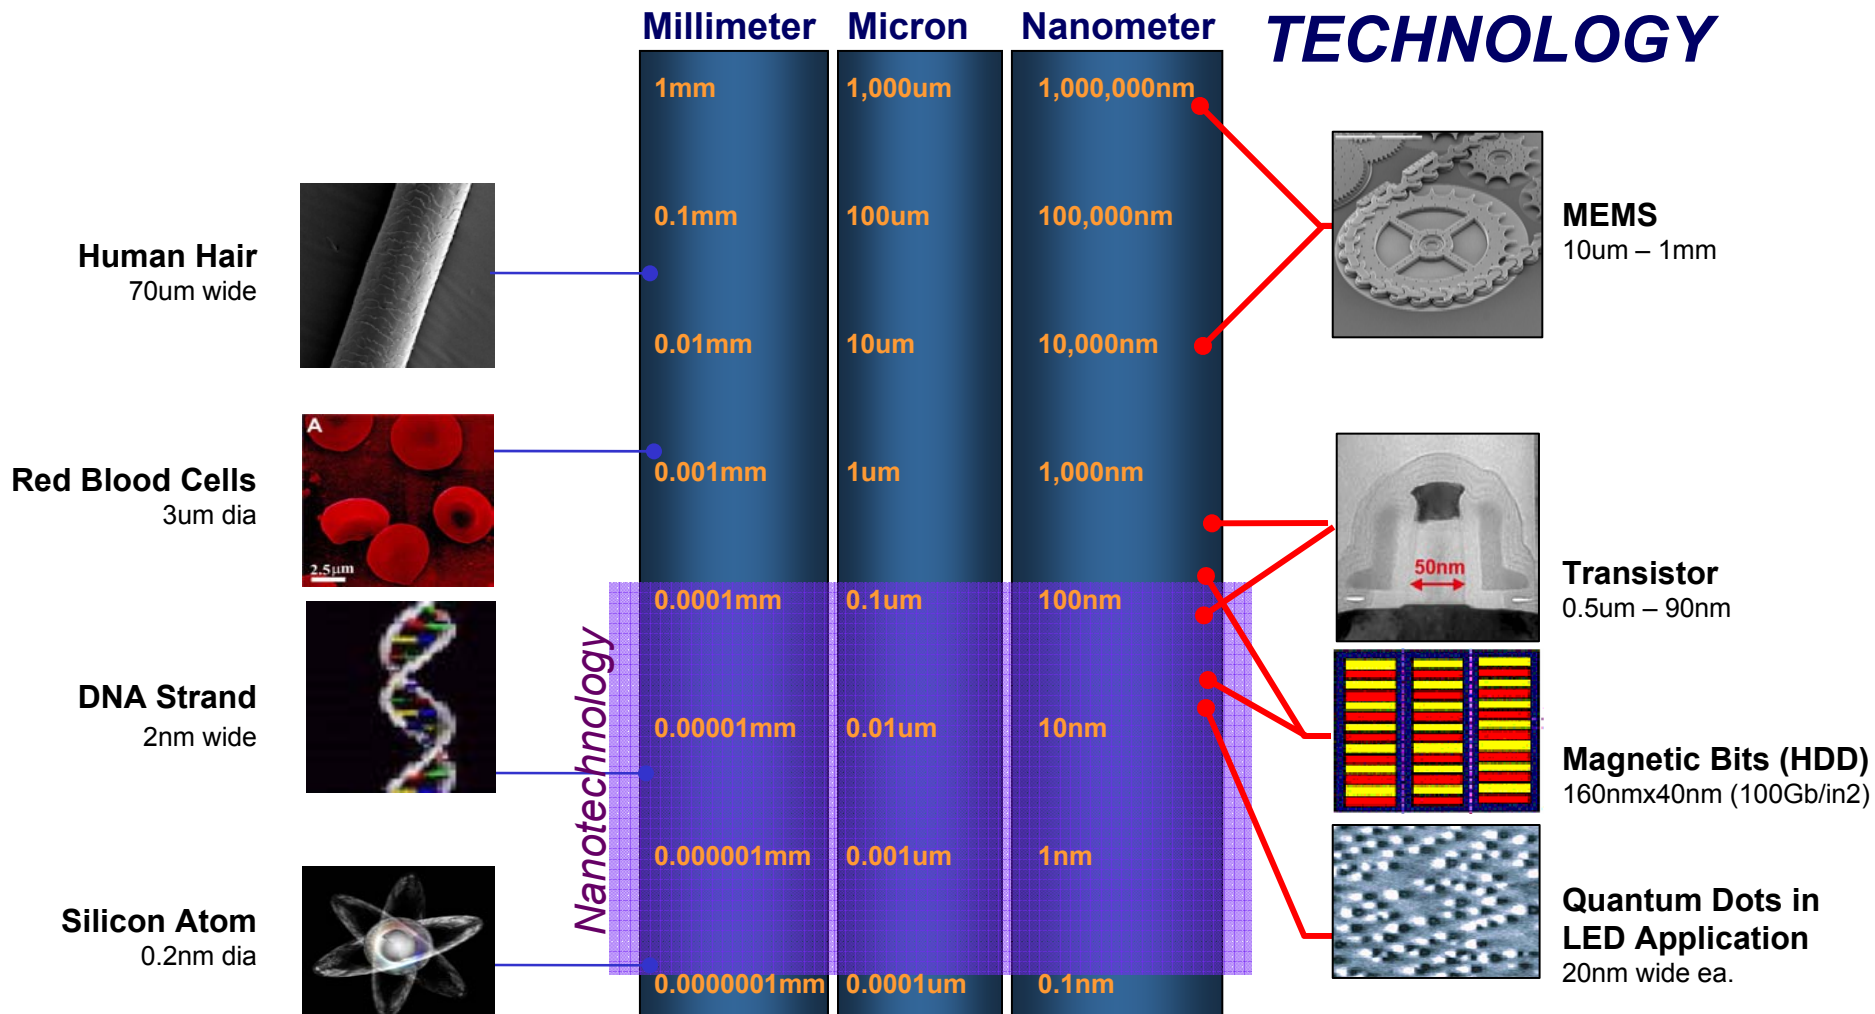 Millimeter Micron Nanometer TECHNOLOGY
1mm 1,000um 1,000,000nm
0.1mm 100um 100,000nm
0.01mm 10um 10,000nm
0.001mm 1um 1,000nm
0.0001mm 0.1um 100nm
0.00001mm 0.01um 10nm
0.000001mm 0.001um 1nm
0.0000001mm 0.0001um 0.1nm
Nanotechnology
Human Hair
70um wide
A
2.5μm
Red Blood Cells
3um dia
DNA Strand
2nm wide
Silicon Atom
0.2nm dia
MEMS
10um – 1mm
50nm
Transistor
0.5um – 90nm
Magnetic Bits (HDD)
160nmx40nm (100Gb/in2)
Quantum Dots in
LED Application
20nm wide ea.